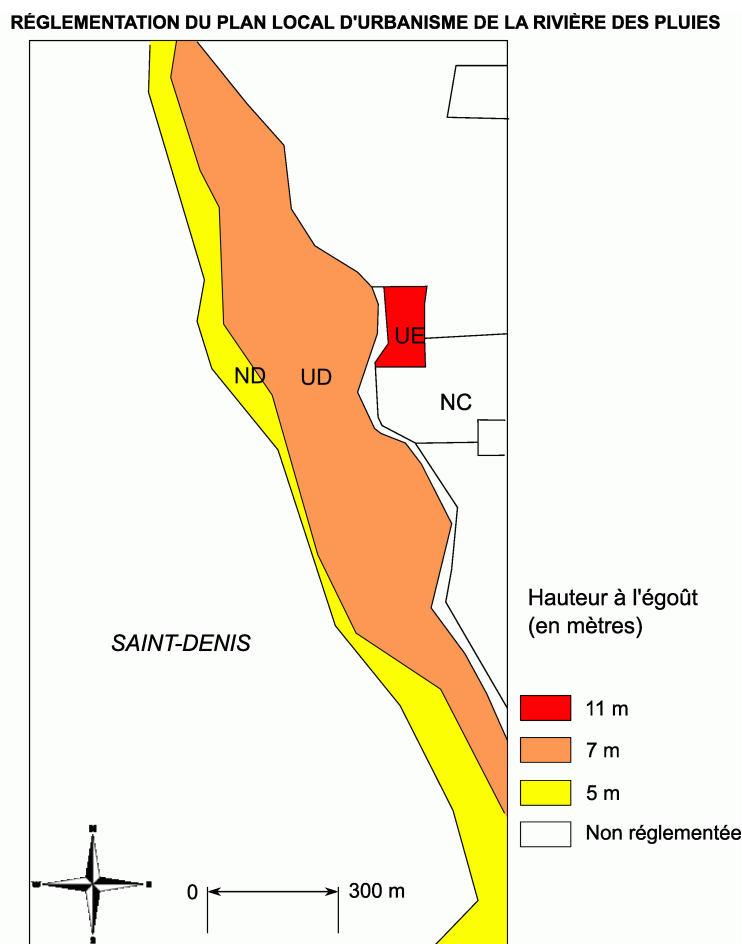 RÉGLEMENTATION DU PLAN LOCAL D'URBANISME DE LA RIVIÈRE DES PLUIES
UE
ND
UD
NC
Hauteur à l'égoût
(en mètres)
SAINT-DENIS
11 m
7 m
5 m
Non réglementée
N
W
E
S
0
300 m